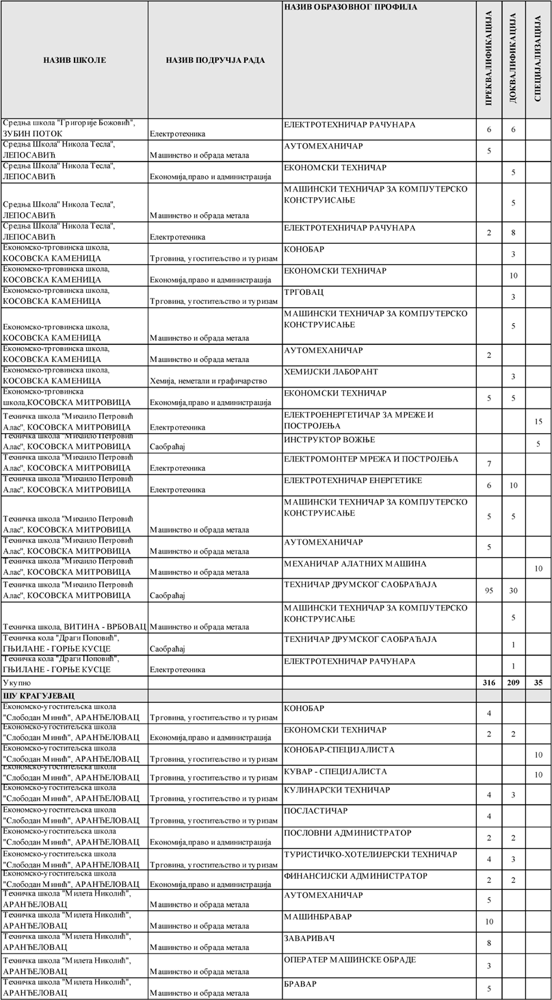 НАЗИВ ШКОЛЕ
НАЗИВ ПОДРУЧЈА РАДА
НАЗИВ ОБРАЗОВНОГ ПРОФИЛА
ПРЕКВАЛИФИКАЦИЈА
ДОКВАЛИФИКАЦИЈА
СПЕЦИЈАЛИЗАЦИЈА
Средња школа "Григорије Божовић",
ЗУБИН ПОТОК Електротехника ЕЛЕКТРОТЕХНИЧАР РАЧУНАРА 6 6
Средња Школа" Никола Тесла",
ЛЕПОСАВИЋ Машинство и обрада метала АУТОМЕХАНИЧАР 5
Средња Школа" Никола Тесла",
ЛЕПОСАВИЋ Економија,право и администрација ЕКОНОМСКИ ТЕХНИЧАР 5
Средња Школа" Никола Тесла",
ЛЕПОСАВИЋ Машинство и обрада метала МАШИНСКИ ТЕХНИЧАР ЗА КОМПЈУТЕРСКО
КОНСТРУИСАЊЕ 5
Средња Школа" Никола Тесла",
ЛЕПОСАВИЋ Електротехника ЕЛЕКТРОТЕХНИЧАР РАЧУНАРА 2 8
Економско-трговинска школа,
КОСОВСКА КАМЕНИЦА Трговина, угоститељство и туризам КОНОБАР 3
Економско-трговинска школа,
КОСОВСКА КАМЕНИЦА Економија,право и администрација ЕКОНОМСКИ ТЕХНИЧАР 10
Економско-трговинска школа,
КОСОВСКА КАМЕНИЦА Трговина, угоститељство и туризам ТРГОВАЦ 3
Економско-трговинска школа,
КОСОВСКА КАМЕНИЦА Машинство и обрада метала МАШИНСКИ ТЕХНИЧАР ЗА КОМПЈУТЕРСКО
КОНСТРУИСАЊЕ 5
Економско-трговинска школа,
КОСОВСКА КАМЕНИЦА Машинство и обрада метала АУТОМЕХАНИЧАР 2
Економско-трговинска школа,
КОСОВСКА КАМЕНИЦА Хемија, неметали и графичарство ХЕМИЈСКИ ЛАБОРАНТ 3
Економско-трговинска
школа,КОСОВСКА МИТРОВИЦА Економија,право и администрација ЕКОНОМСКИ ТЕХНИЧАР 5 5
Техничка школа "Михаило Петровић
Алас", КОСОВСКА МИТРОВИЦА Електротехника ЕЛЕКТРОЕНЕРГЕТИЧАР ЗА МРЕЖЕ И
ПОСТРОЈЕЊА 15
Техничка школа "Михаило Петровић
Алас", КОСОВСКА МИТРОВИЦА Саобраћај ИНСТРУКТОР ВОЖЊЕ 5
Техничка школа "Михаило Петровић
Алас", КОСОВСКА МИТРОВИЦА Електротехника ЕЛЕКТРОМОНТЕР МРЕЖА И ПОСТРОЈЕЊА 7
Техничка школа "Михаило Петровић
Алас", КОСОВСКА МИТРОВИЦА Електротехника ЕЛЕКТРОТЕХНИЧАР ЕНЕРГЕТИКЕ 6 10
Техничка школа "Михаило Петровић
Алас", КОСОВСКА МИТРОВИЦА Машинство и обрада метала МАШИНСКИ ТЕХНИЧАР ЗА КОМПЈУТЕРСКО
КОНСТРУИСАЊЕ 5 5
Техничка школа "Михаило Петровић
Алас", КОСОВСКА МИТРОВИЦА Машинство и обрада метала АУТОМЕХАНИЧАР 5
Техничка школа "Михаило Петровић
Алас", КОСОВСКА МИТРОВИЦА Машинство и обрада метала МЕХАНИЧАР АЛАТНИХ МАШИНА 10
Техничка школа "Михаило Петровић
Алас", КОСОВСКА МИТРОВИЦА Саобраћај ТЕХНИЧАР ДРУМСКОГ САОБРАЋАЈА 95 30
Техничка школа, ВИТИНА - ВРБОВАЦ Машинство и обрада метала МАШИНСКИ ТЕХНИЧАР ЗА КОМПЈУТЕРСКО
КОНСТРУИСАЊЕ 5
Техничка кола "Драги Поповић",
ГЊИЛАНЕ - ГОРЊЕ КУСЦЕ Саобраћај ТЕХНИЧАР ДРУМСКОГ САОБРАЋАЈА 1
Техничка кола "Драги Поповић",
ГЊИЛАНЕ - ГОРЊЕ КУСЦЕ Електротехника ЕЛЕКТРОТЕХНИЧАР РАЧУНАРА 1
Укупно 316 209 35
ШУ КРАГУЈЕВАЦ
Економско-угоститељска школа
"Слободан Минић", АРАНЂЕЛОВАЦ Трговина, угоститељство и туризам КОНОБАР 4
Економско-угоститељска школа
"Слободан Минић", АРАНЂЕЛОВАЦ Економија,право и администрација ЕКОНОМСКИ ТЕХНИЧАР 2 2
Економско-угоститељска школа
"Слободан Минић", АРАНЂЕЛОВАЦ Трговина, угоститељство и туризам КОНОБАР-СПЕЦИЈАЛИСТА 10
Економско-угоститељска школа
"Слободан Минић", АРАНЂЕЛОВАЦ Трговина, угоститељство и туризам КУВАР - СПЕЦИЈАЛИСТА 10
Економско-угоститељска школа
"Слободан Минић", АРАНЂЕЛОВАЦ Трговина, угоститељство и туризам КУЛИНАРСКИ ТЕХНИЧАР 4 3
Економско-угоститељска школа
"Слободан Минић", АРАНЂЕЛОВАЦ Трговина, угоститељство и туризам ПОСЛАСТИЧАР 4
Економско-угоститељска школа
"Слободан Минић", АРАНЂЕЛОВАЦ Економија,право и администрација ПОСЛОВНИ АДМИНИСТРАТОР 2 2
Економско-угоститељска школа
"Слободан Минић", АРАНЂЕЛОВАЦ Трговина, угоститељство и туризам ТУРИСТИЧКО-ХОТЕЛИЈЕРСКИ ТЕХНИЧАР 4 3
Економско-угоститељска школа
"Слободан Минић", АРАНЂЕЛОВАЦ Економија,право и администрација ФИНАНСИЈСКИ АДМИНИСТРАТОР 2 2
Техничка школа "Милета Николић",
АРАНЂЕЛОВАЦ Машинство и обрада метала АУТОМЕХАНИЧАР 5
Техничка школа "Милета Николић",
АРАНЂЕЛОВАЦ Машинство и обрада метала МАШИНБРАВАР 10
Техничка школа "Милета Николић",
АРАНЂЕЛОВАЦ Машинство и обрада метала ЗАВАРИВАЧ 8
Техничка школа "Милета Николић",
АРАНЂЕЛОВАЦ Машинство и обрада метала ОПЕРАТЕР МАШИНСКЕ ОБРАДЕ 3
Техничка школа "Милета Николић",
АРАНЂЕЛОВАЦ Машинство и обрада метала БРАВАР 5